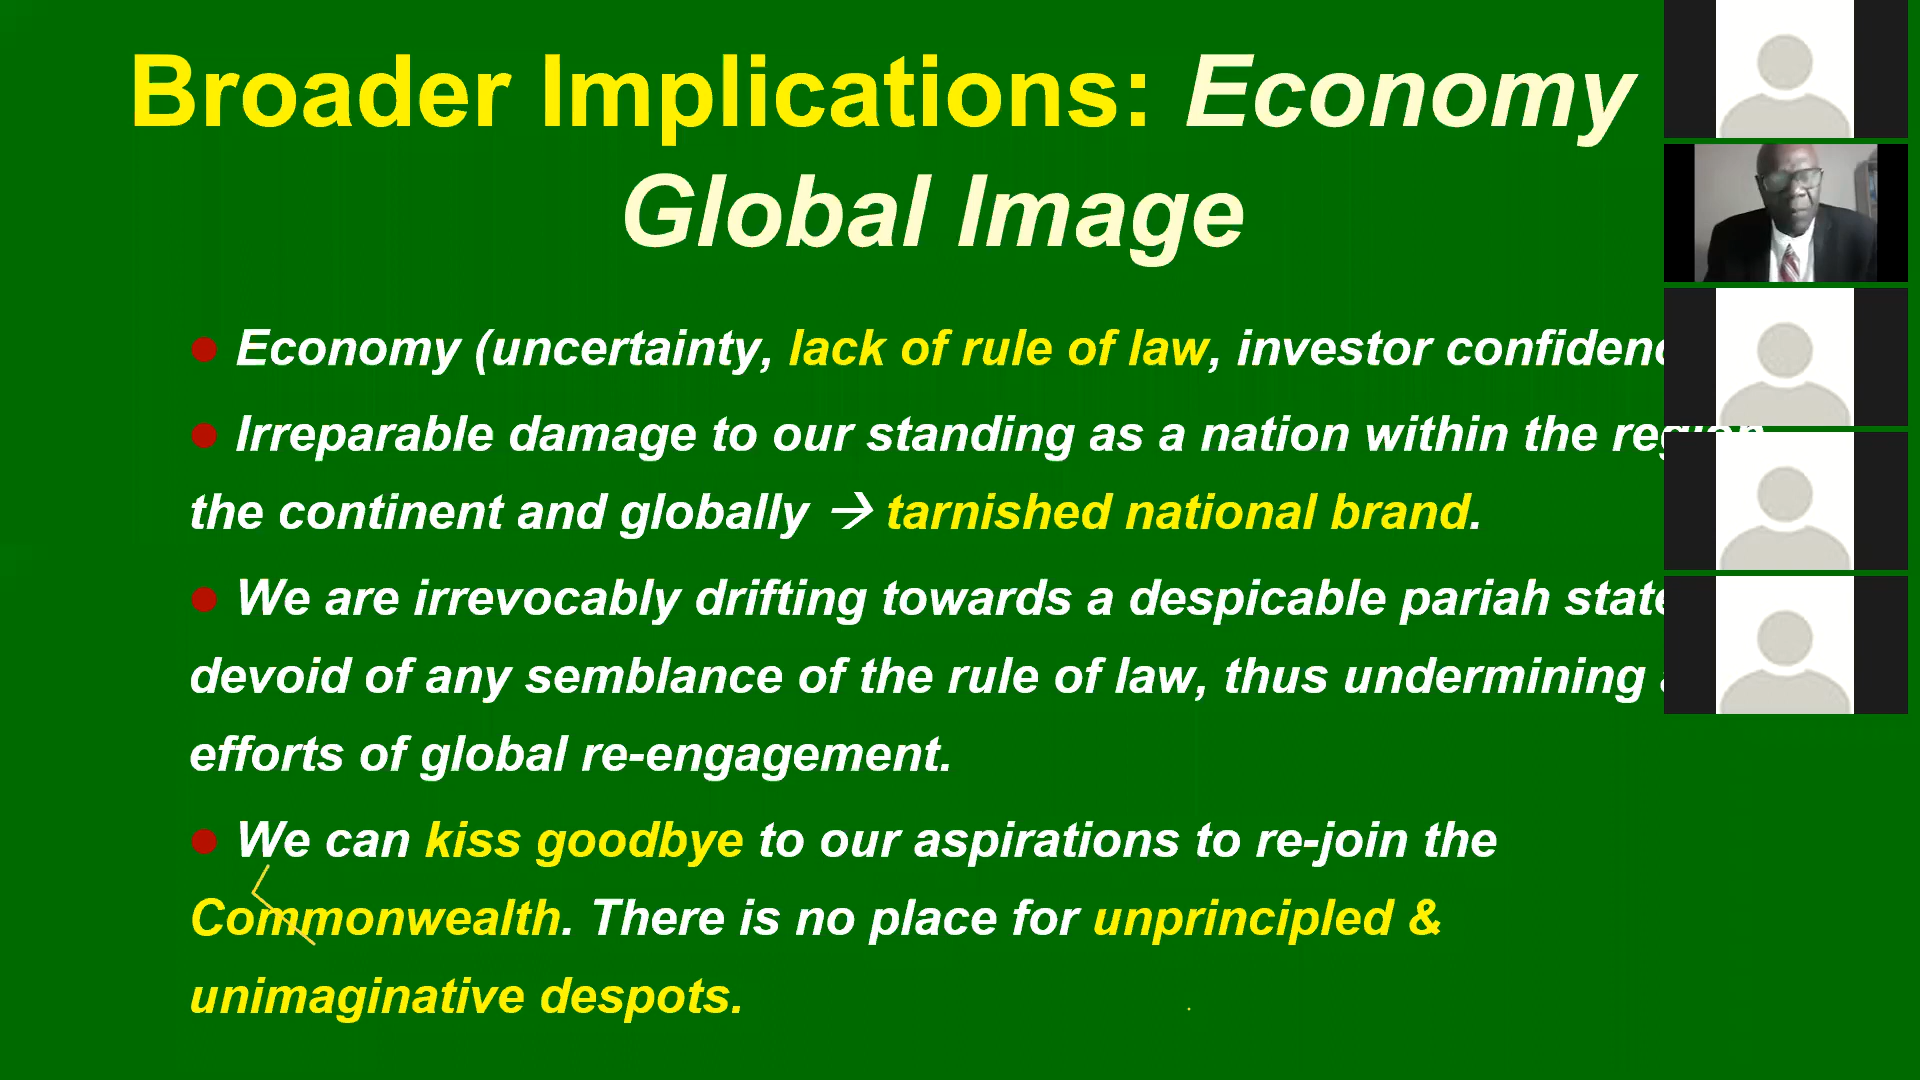 Broader Implications: Economy
Global Image
● Economy (uncertainty, lack of rule of law, investor
● Irreparable damage to our standing as a nation within the region
the continent and globally → tarnished national brand.
● We are irrevocably drifting towards a despicable pariah state
devoid of any semblance of the rule of law, thus undermining
efforts of global re-engagement.
● We can kiss goodbye to our aspirations to re-join the
Commonwealth. There is no place for unprincipled &
unimaginative despots.